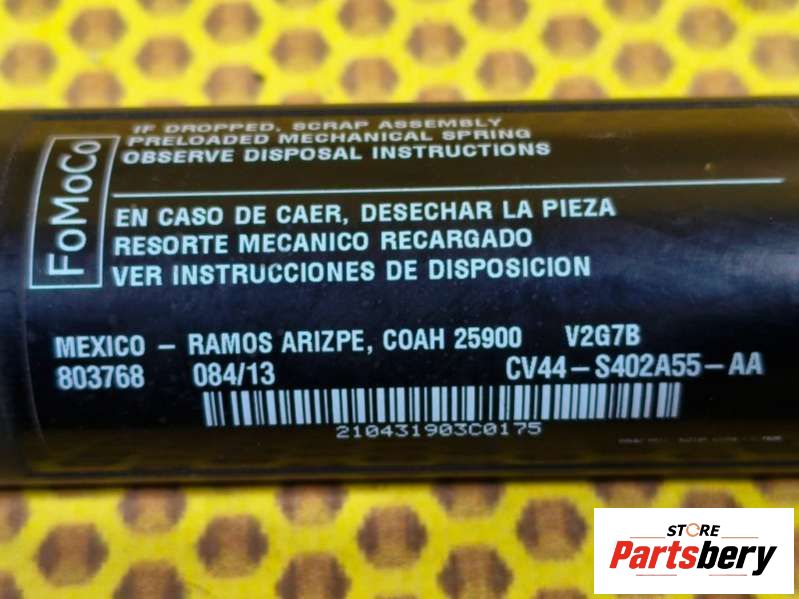 FoMoCo
IF DROPPED, SCRAP ASSEMBLY
PRELOADED MECHANICAL SPRING
OBSERVE DISPOSAL INSTRUCTIONS
EN CASO DE CAER, DESECHAR LA PIEZA
RESORTE MECANICO RECARGADO
VER INSTRUCCIONES DE DISPOSICION
MEXICO – RAMOS ARIZPE, COAH 25900 V2G7B
803768 084/13 CV44–S402A55–AA
210431903C0175
STORE
Partsbery